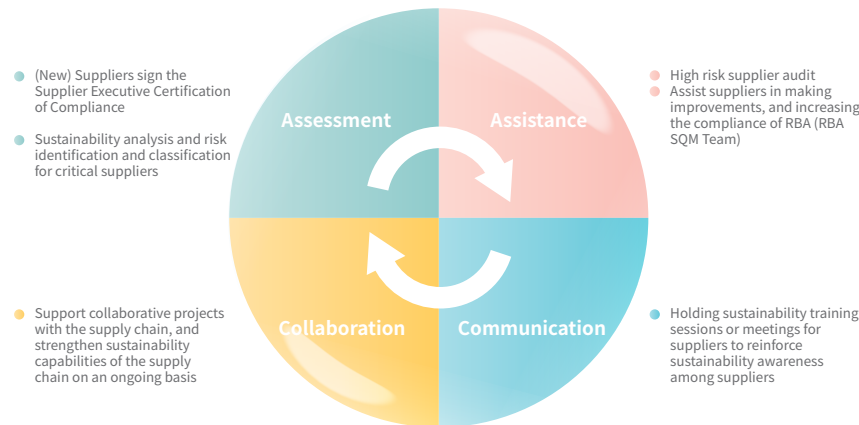 (New) Suppliers sign the
Supplier Executive Certification
of Compliance
Sustainability analysis and risk
identification and classification
for critical suppliers
Assessment
Assistance
High risk supplier audit
Assist suppliers in making
improvements, and increasing
the compliance of RBA (RBA
SQM Team)
Support collaborative projects
with the supply chain, and
strengthen sustainability
capabilities of the supply
chain on an ongoing basis
Collaboration
Communication
Holding sustainability training
sessions or meetings for
suppliers to reinforce
sustainability awareness
among suppliers